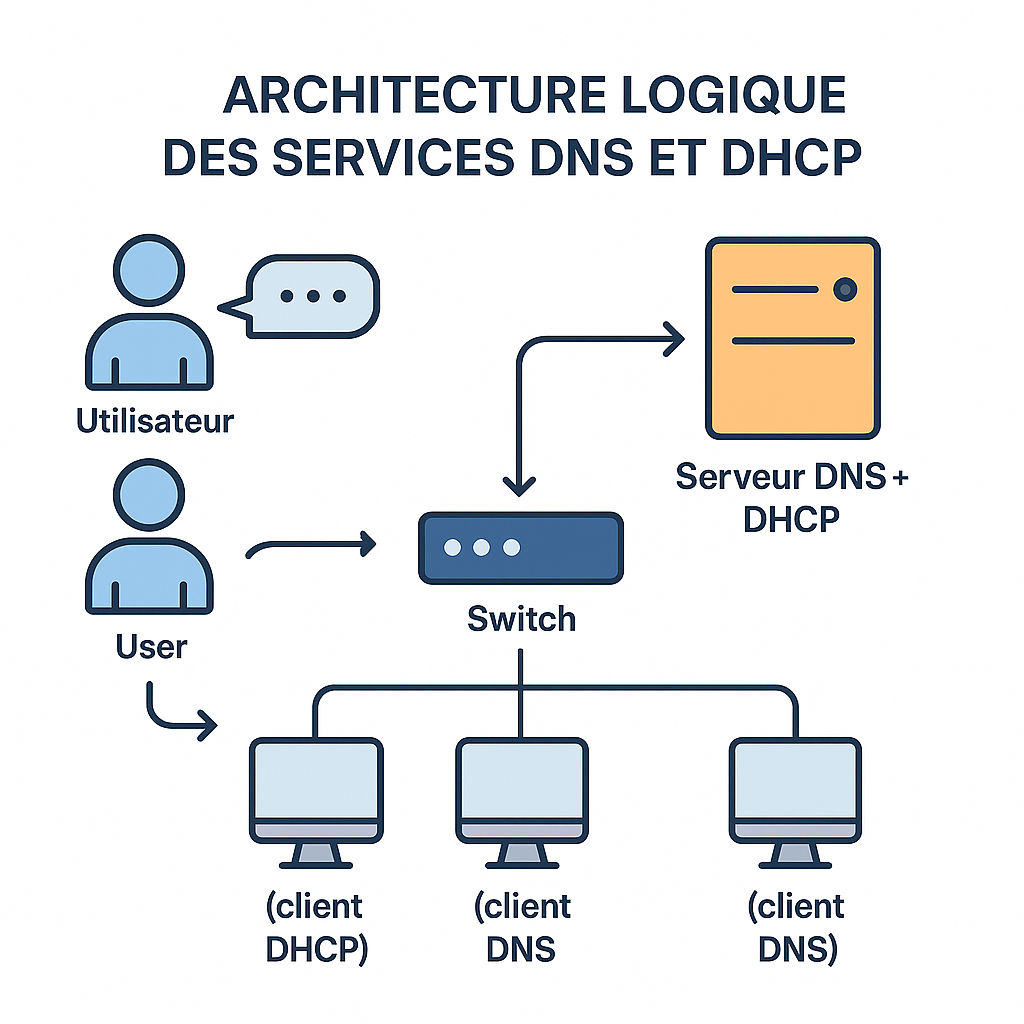 ARCHITECTURE LOGIQUE
DES SERVICES DNS ET DHCP
Utilisateur
Serveur DNS+
DHCP
User
Switch
(client
DHCP)
(client
DNS
(client
DNS)